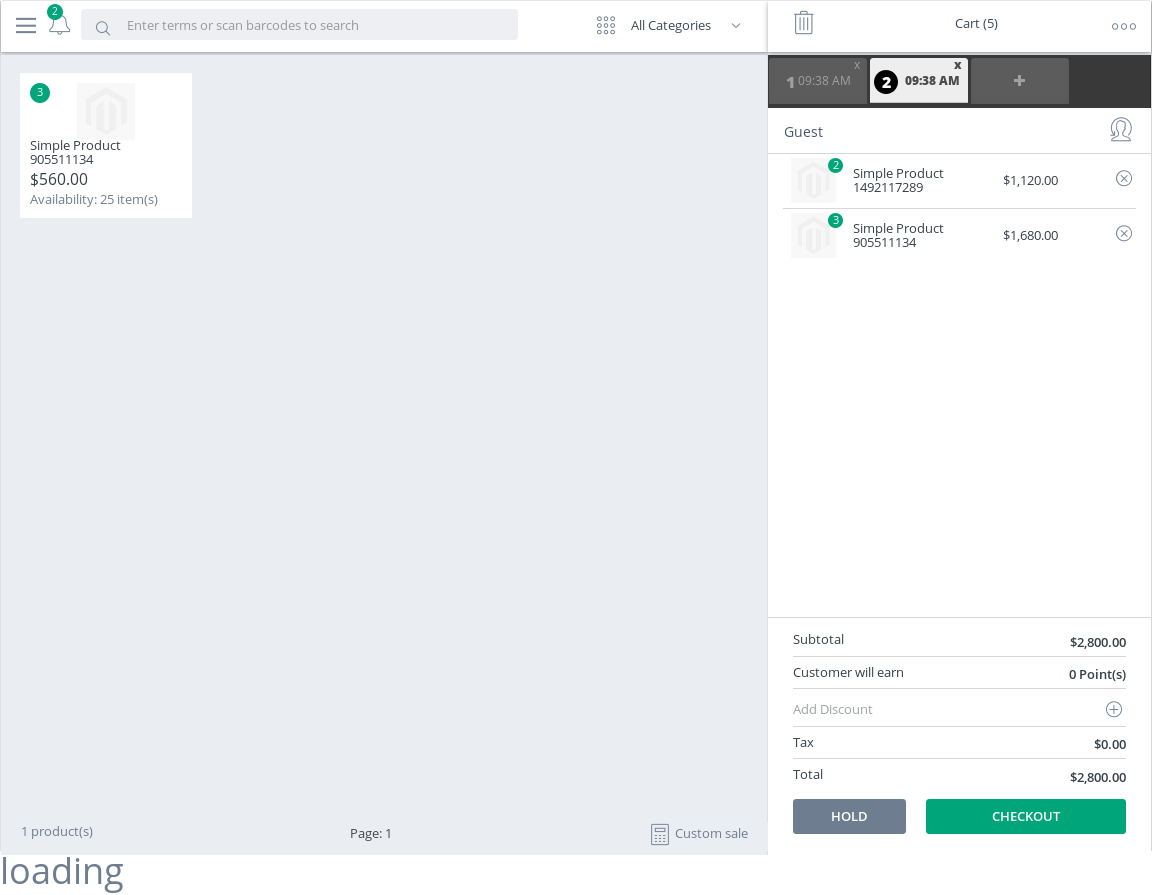 2
Enter terms or scan barcodes to search
All Categories
Cart (5)
1 09:38 AM x
2 09:38 AM x
+
3
Simple Product
905511134
$560.00
Availability: 25 item(s)
Guest
2
Simple Product
1492117289
$1,120.00
3
Simple Product
905511134
$1,680.00
Subtotal $2,800.00
Customer will earn 0 Point(s)
Add Discount
Tax $0.00
Total $2,800.00
HOLD CHECKOUT
1 product(s)
Page: 1
Custom sale
loading